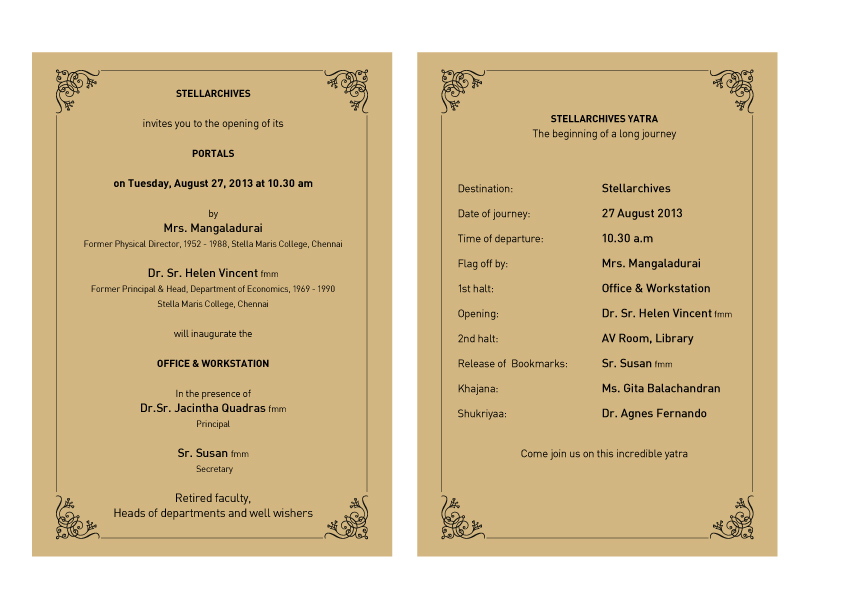 STELLARCHIVES
invites you to the opening of its
PORTALS
on Tuesday, August 27, 2013 at 10.30 am
by
Mrs. Mangaladurai
Former Physical Director, 1952 - 1988, Stella Maris College, Chennai
Dr. Sr. Helen Vincent fmm
Former Principal & Head, Department of Economics, 1969 - 1990
Stella Maris College, Chennai
will inaugurate the
OFFICE & WORKSTATION
In the presence of
Dr.Sr. Jacintha Quadras fmm
Principal
Sr. Susan fmm
Secretary
Retired faculty,
Heads of departments and well wishers
STELLARCHIVES YATRA
The beginning of a long journey
Destination: Stellarchives
Date of journey: 27 August 2013
Time of departure: 10.30 a.m
Flag off by: Mrs. Mangaladurai
1st halt: Office & Workstation
Opening: Dr. Sr. Helen Vincent fmm
2nd halt: AV Room, Library
Release of Bookmarks: Sr. Susan fmm
Khajana: Ms. Gita Balachandran
Shukriyaa: Dr. Agnes Fernando
Come join us on this incredible yatra